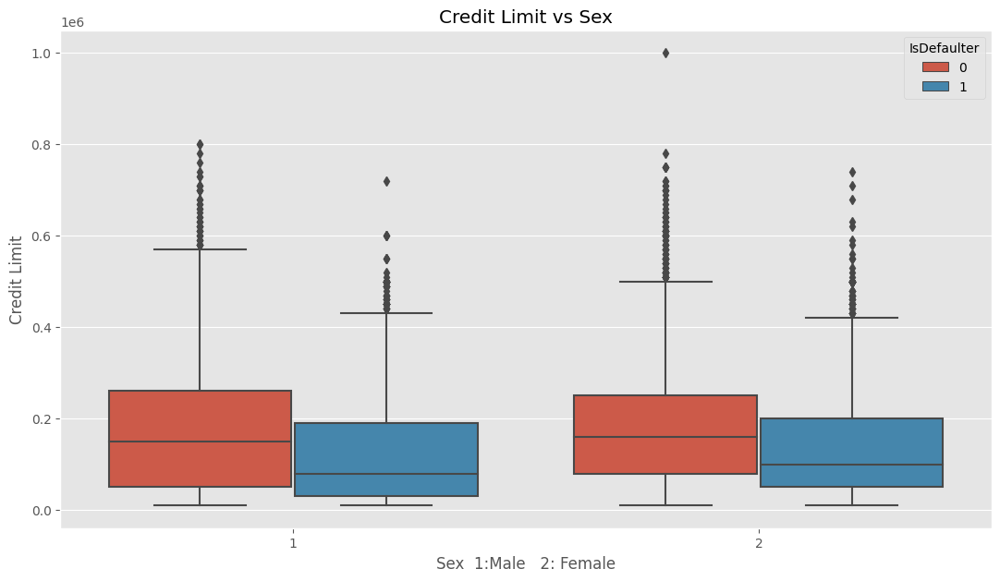 Credit Limit vs Sex
1e6
IsDefaulter
0
1
1.0
0.8
0.6
0.4
0.2
0.0
Credit Limit
1
2
Sex  1:Male   2: Female